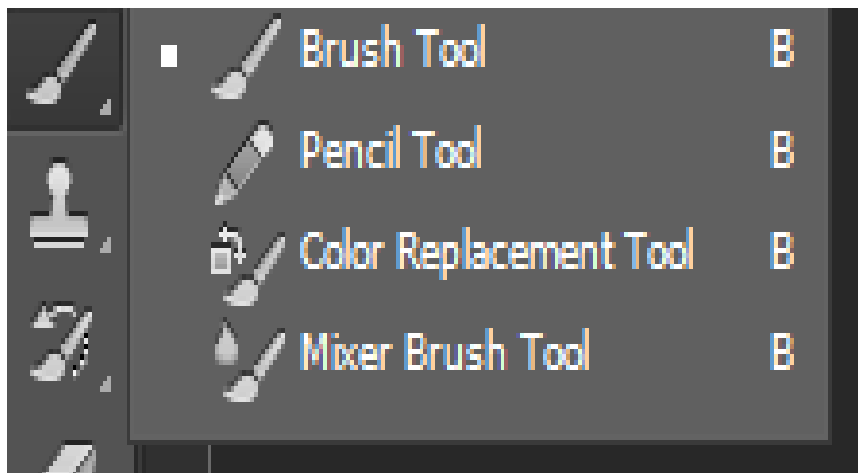 Brush Tool B
Pencil Tool B
Color Replacement Tool B
Mixer Brush Tool B